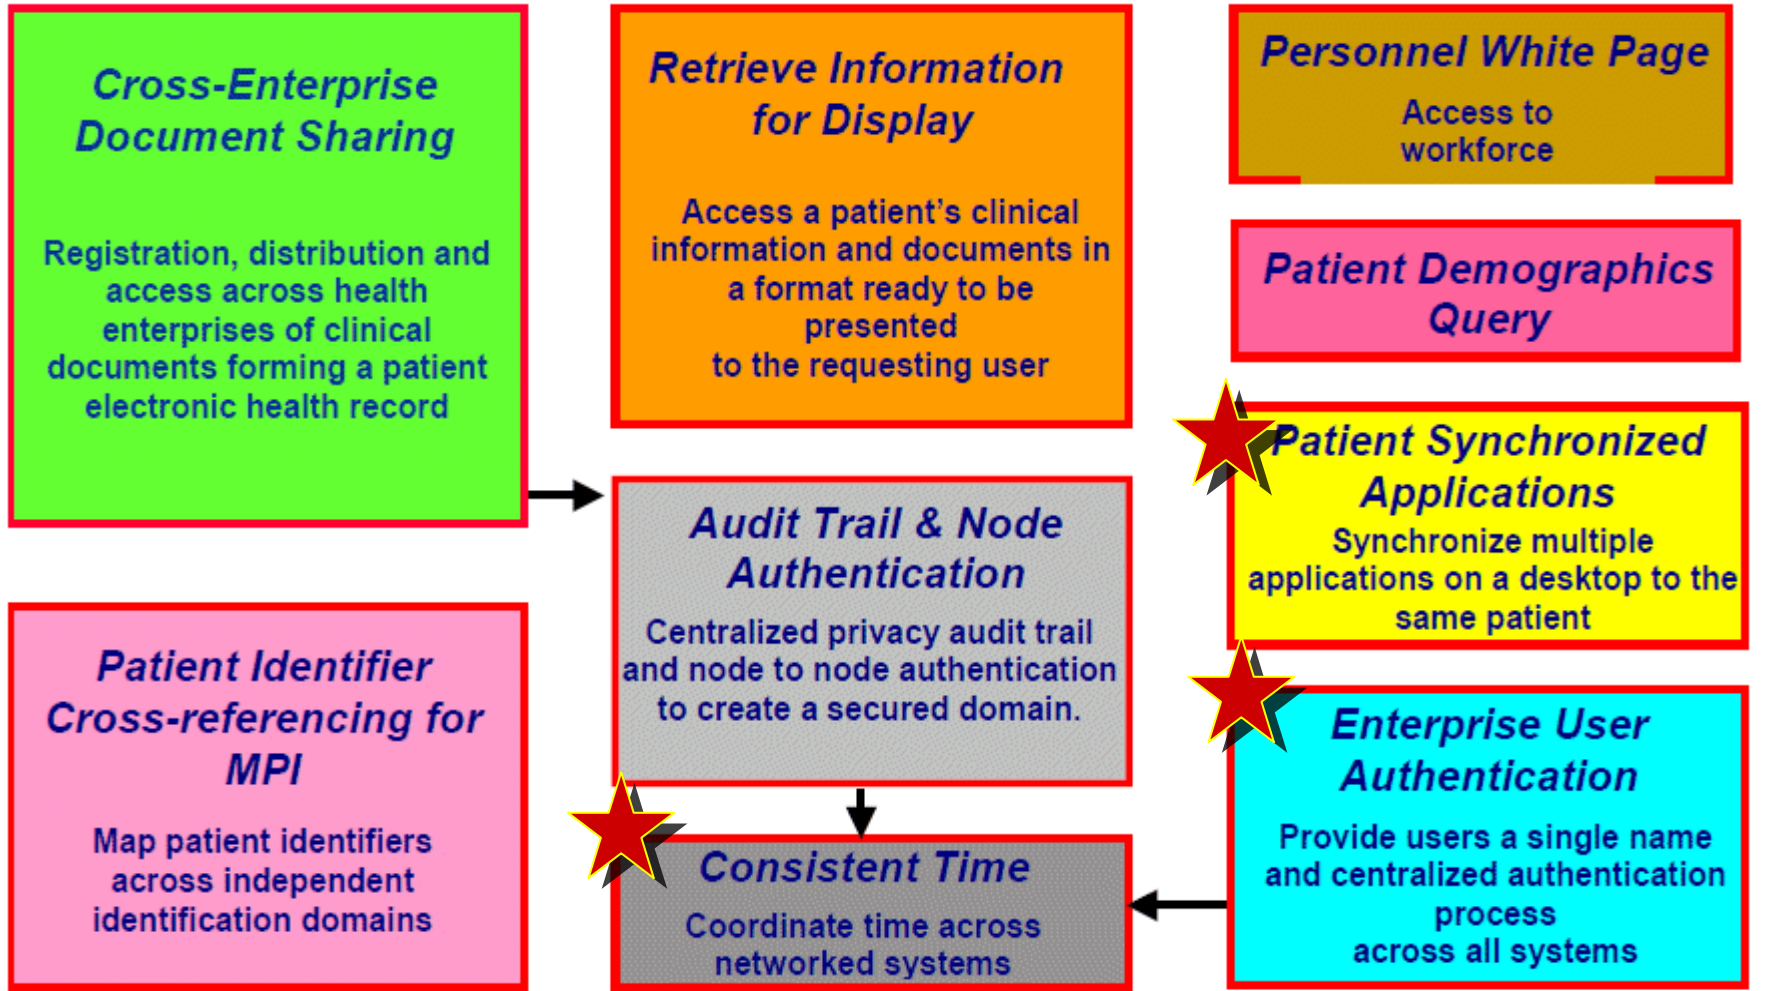 Cross-Enterprise
Document Sharing
Registration, distribution and
access across health
enterprises of clinical
documents forming a patient
electronic health record
Patient Identifier
Cross-referencing for
MPI
Map patient identifiers
across independent
identification domains
Retrieve Information
for Display
Access a patient’s clinical
information and documents in
a format ready to be
presented
to the requesting user
Audit Trail & Node
Authentication
Centralized privacy audit trail
and node to node authentication
to create a secured domain.
Consistent Time
Coordinate time across
networked systems
Personnel White Page
Access to
workforce
Patient Demographics
Query
Patient Synchronized
Applications
Synchronize multiple
applications on a desktop to the
same patient
Enterprise User
Authentication
Provide users a single name
and centralized authentication
process
across all systems